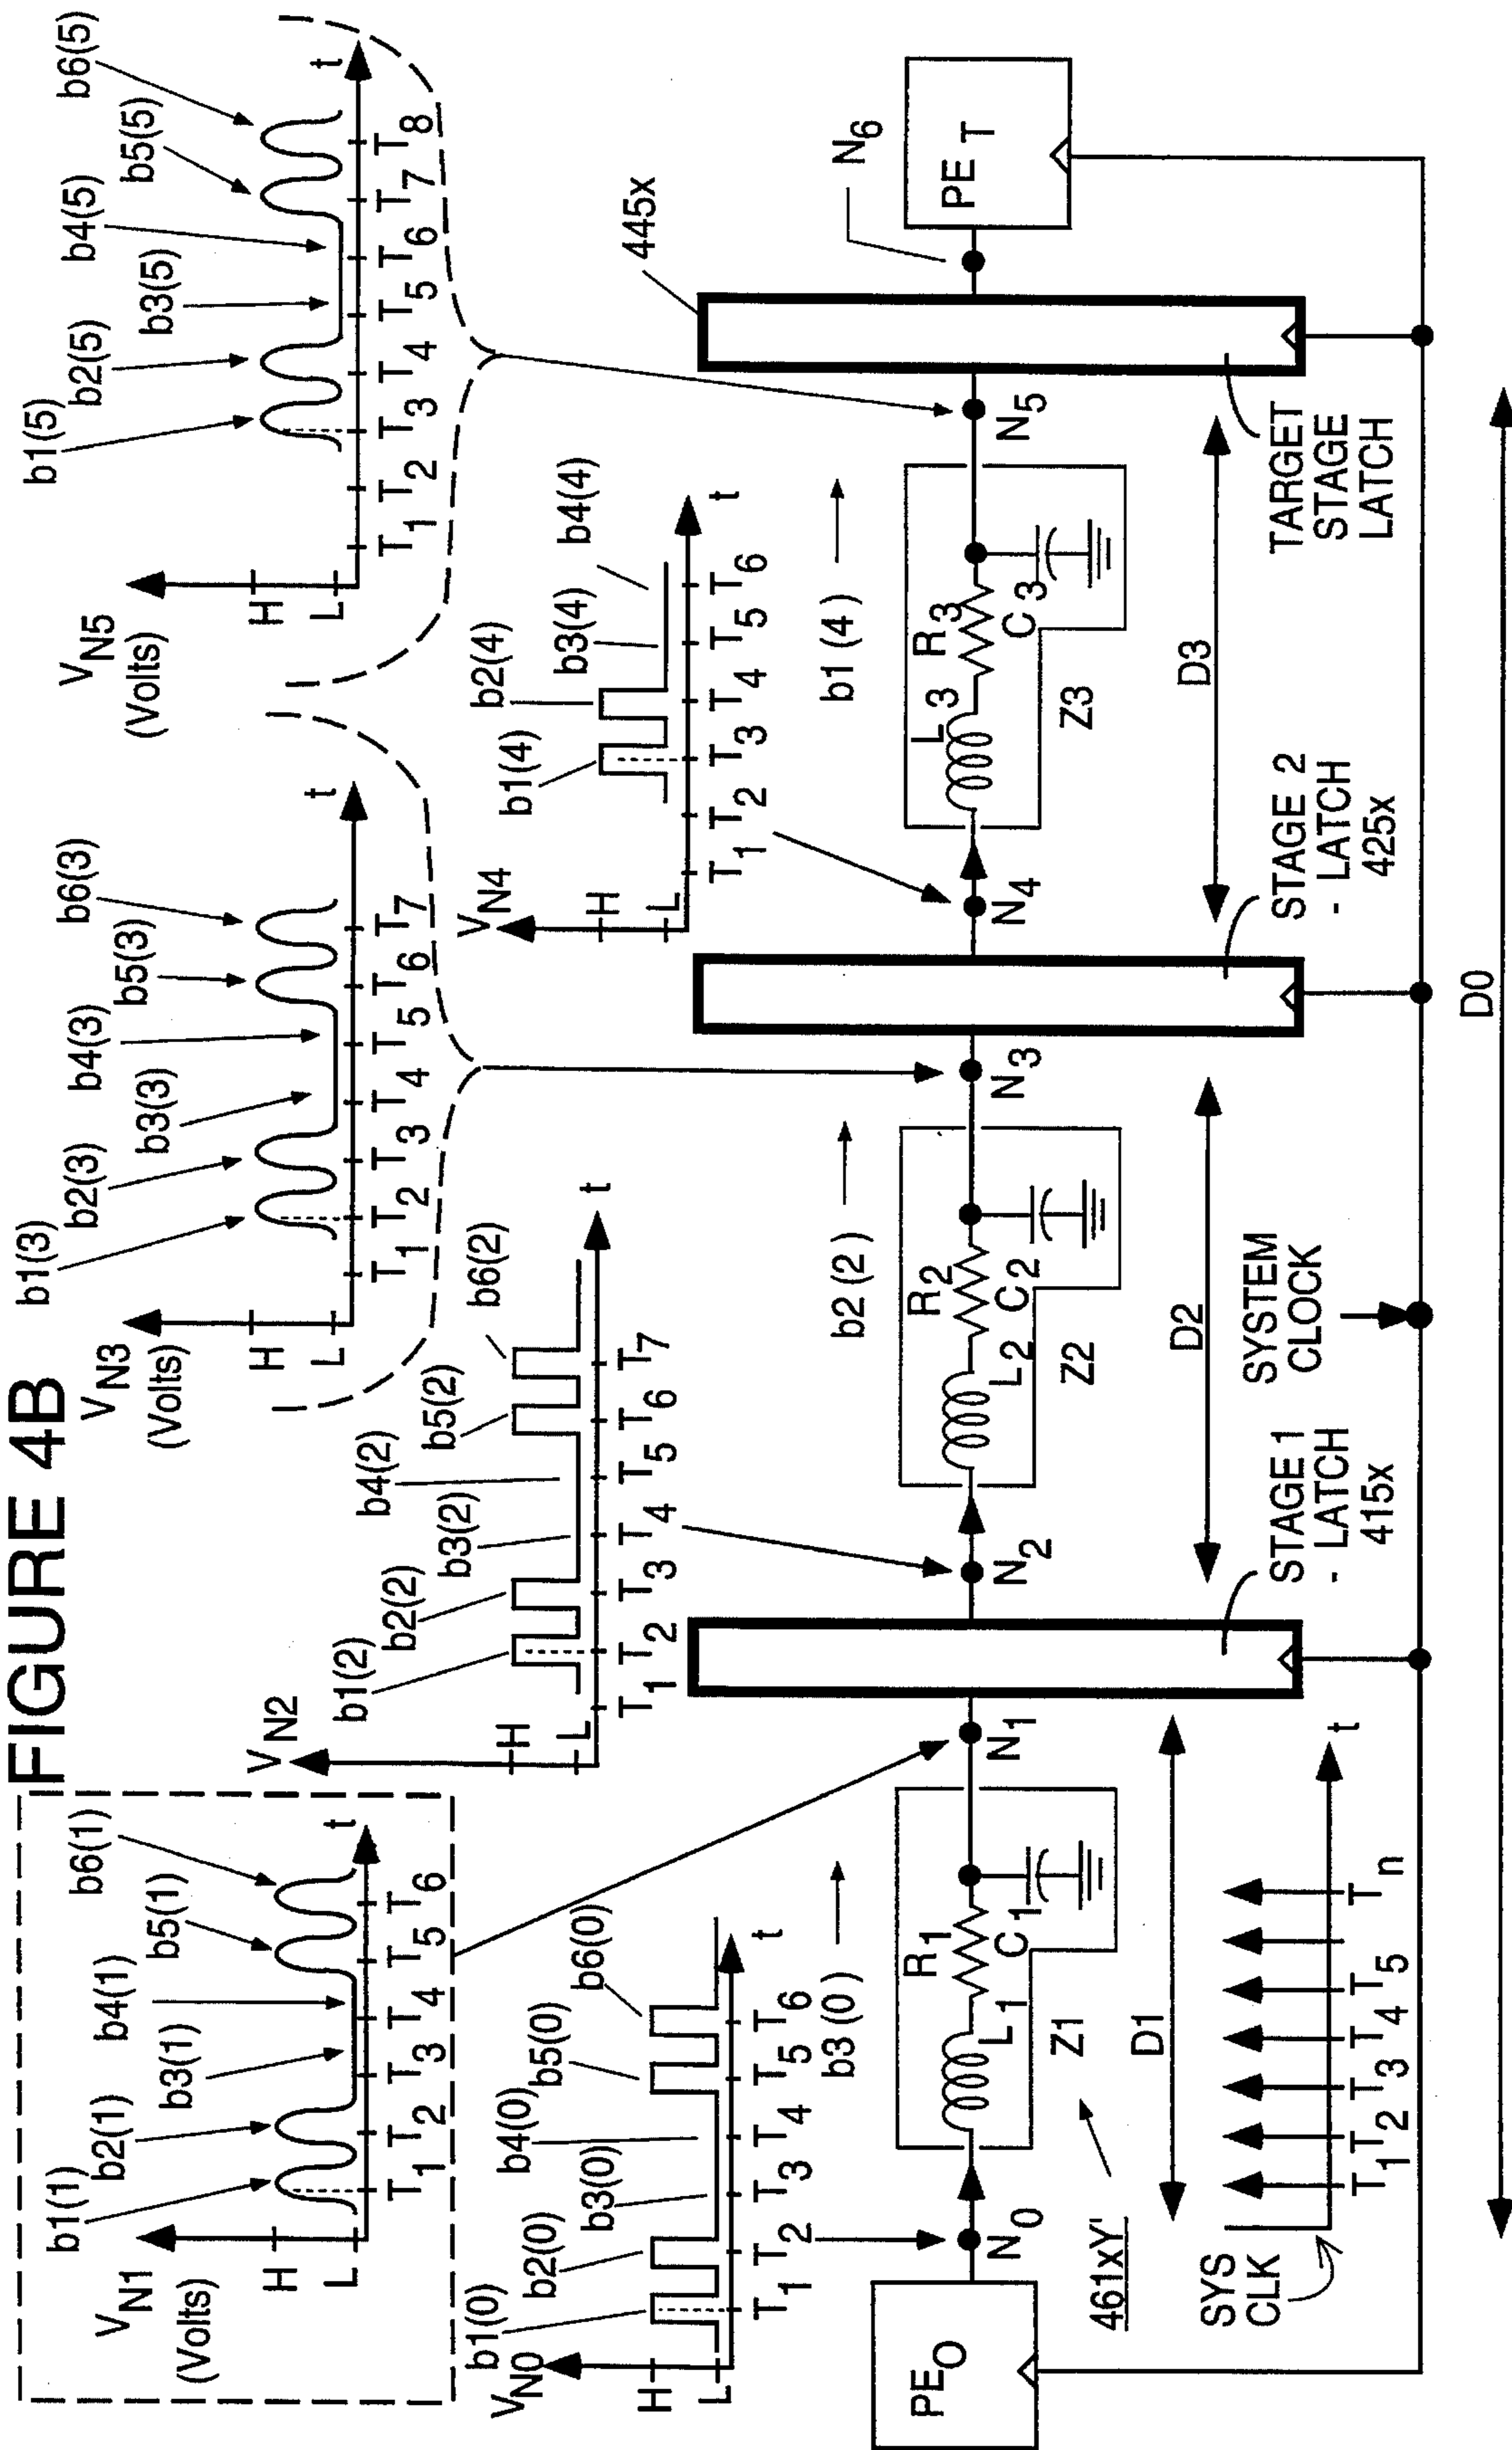 FIGURE 4B
V N1
(Volts)
H
L
b1(1)
b2(1)
b3(1)
b4(1)
b5(1)
b6(1)
T1 T2 T3 T4 T5 T6
t
V N2
H
L
b1(2)
b2(2)
b3(2)
b4(2)
b5(2)
b6(2)
T1 T2 T3 T4 T5 T6 T7
t
V N3
(Volts)
H
L
b1(3)
b2(3)
b3(3)
b4(3)
b5(3)
b6(3)
T1 T2 T3 T4 T5 T6 T7
t
V N5
(Volts)
H
L
b1(5)
b2(5)
b3(5)
b4(5)
b5(5)
b6(5)
T1 T2 T3 T4 T5 T6 T7 T8
t
V N0
H
L
b1(0)
b2(0)
b3(0)
b4(0)
b5(0)
b6(0)
T1 T2 T3 T4 T5 T6
t
V N4
H
L
b1(4)
b2(4)
b3(4)
b4(4)
T1 T2 T3 T4 T5 T6
t
b3 (0)
b2 (2)
b1 (4)
445x
PE O
N0
L1
R1
C1
Z1
N1
N2
L2
R2
C2
Z2
N3
N4
L3
R3
C3
Z3
N5
N6
PE T
461xY'
D1
D2
D3
SYS
CLK
T1 T2 T3 T4 T5 Tn
t
STAGE 1
- LATCH
415x
SYSTEM
CLOCK
STAGE 2
- LATCH
425x
TARGET
STAGE
LATCH
D0